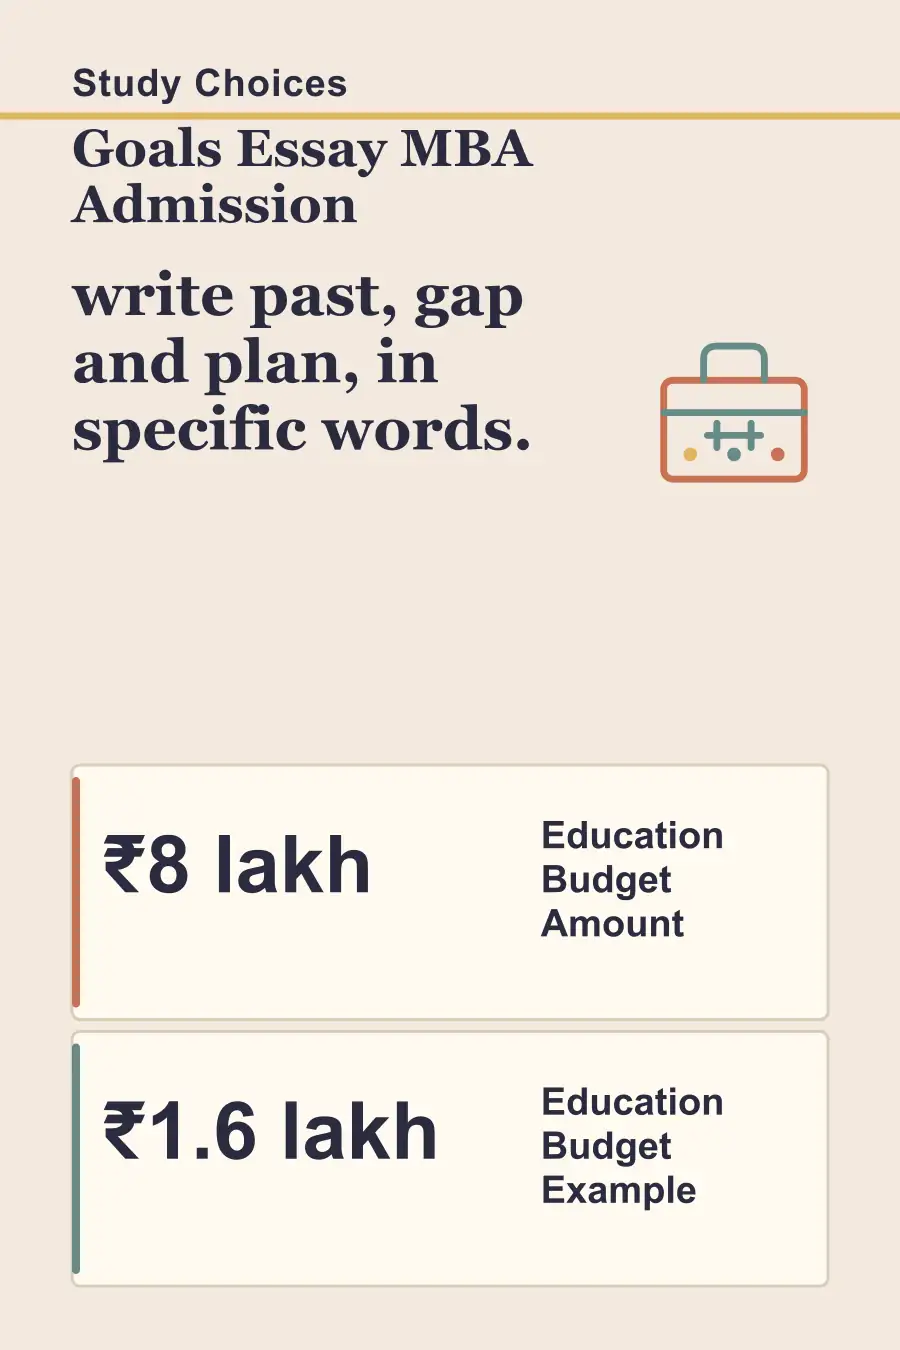 Study Choices
Goals Essay MBA
Admission
write past, gap
and plan, in
specific words.
₹8 lakh
Education
Budget
Amount
₹1.6 lakh
Education
Budget
Example